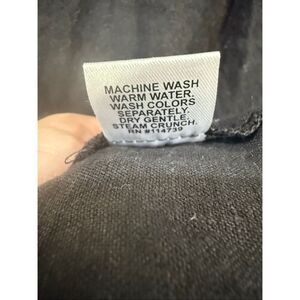 MACHINE WASH
WARM WATER.
WASH COLORS
SEPARATELY.
DRY GENTLE.
STEAM CRUNCH.
RN #114739